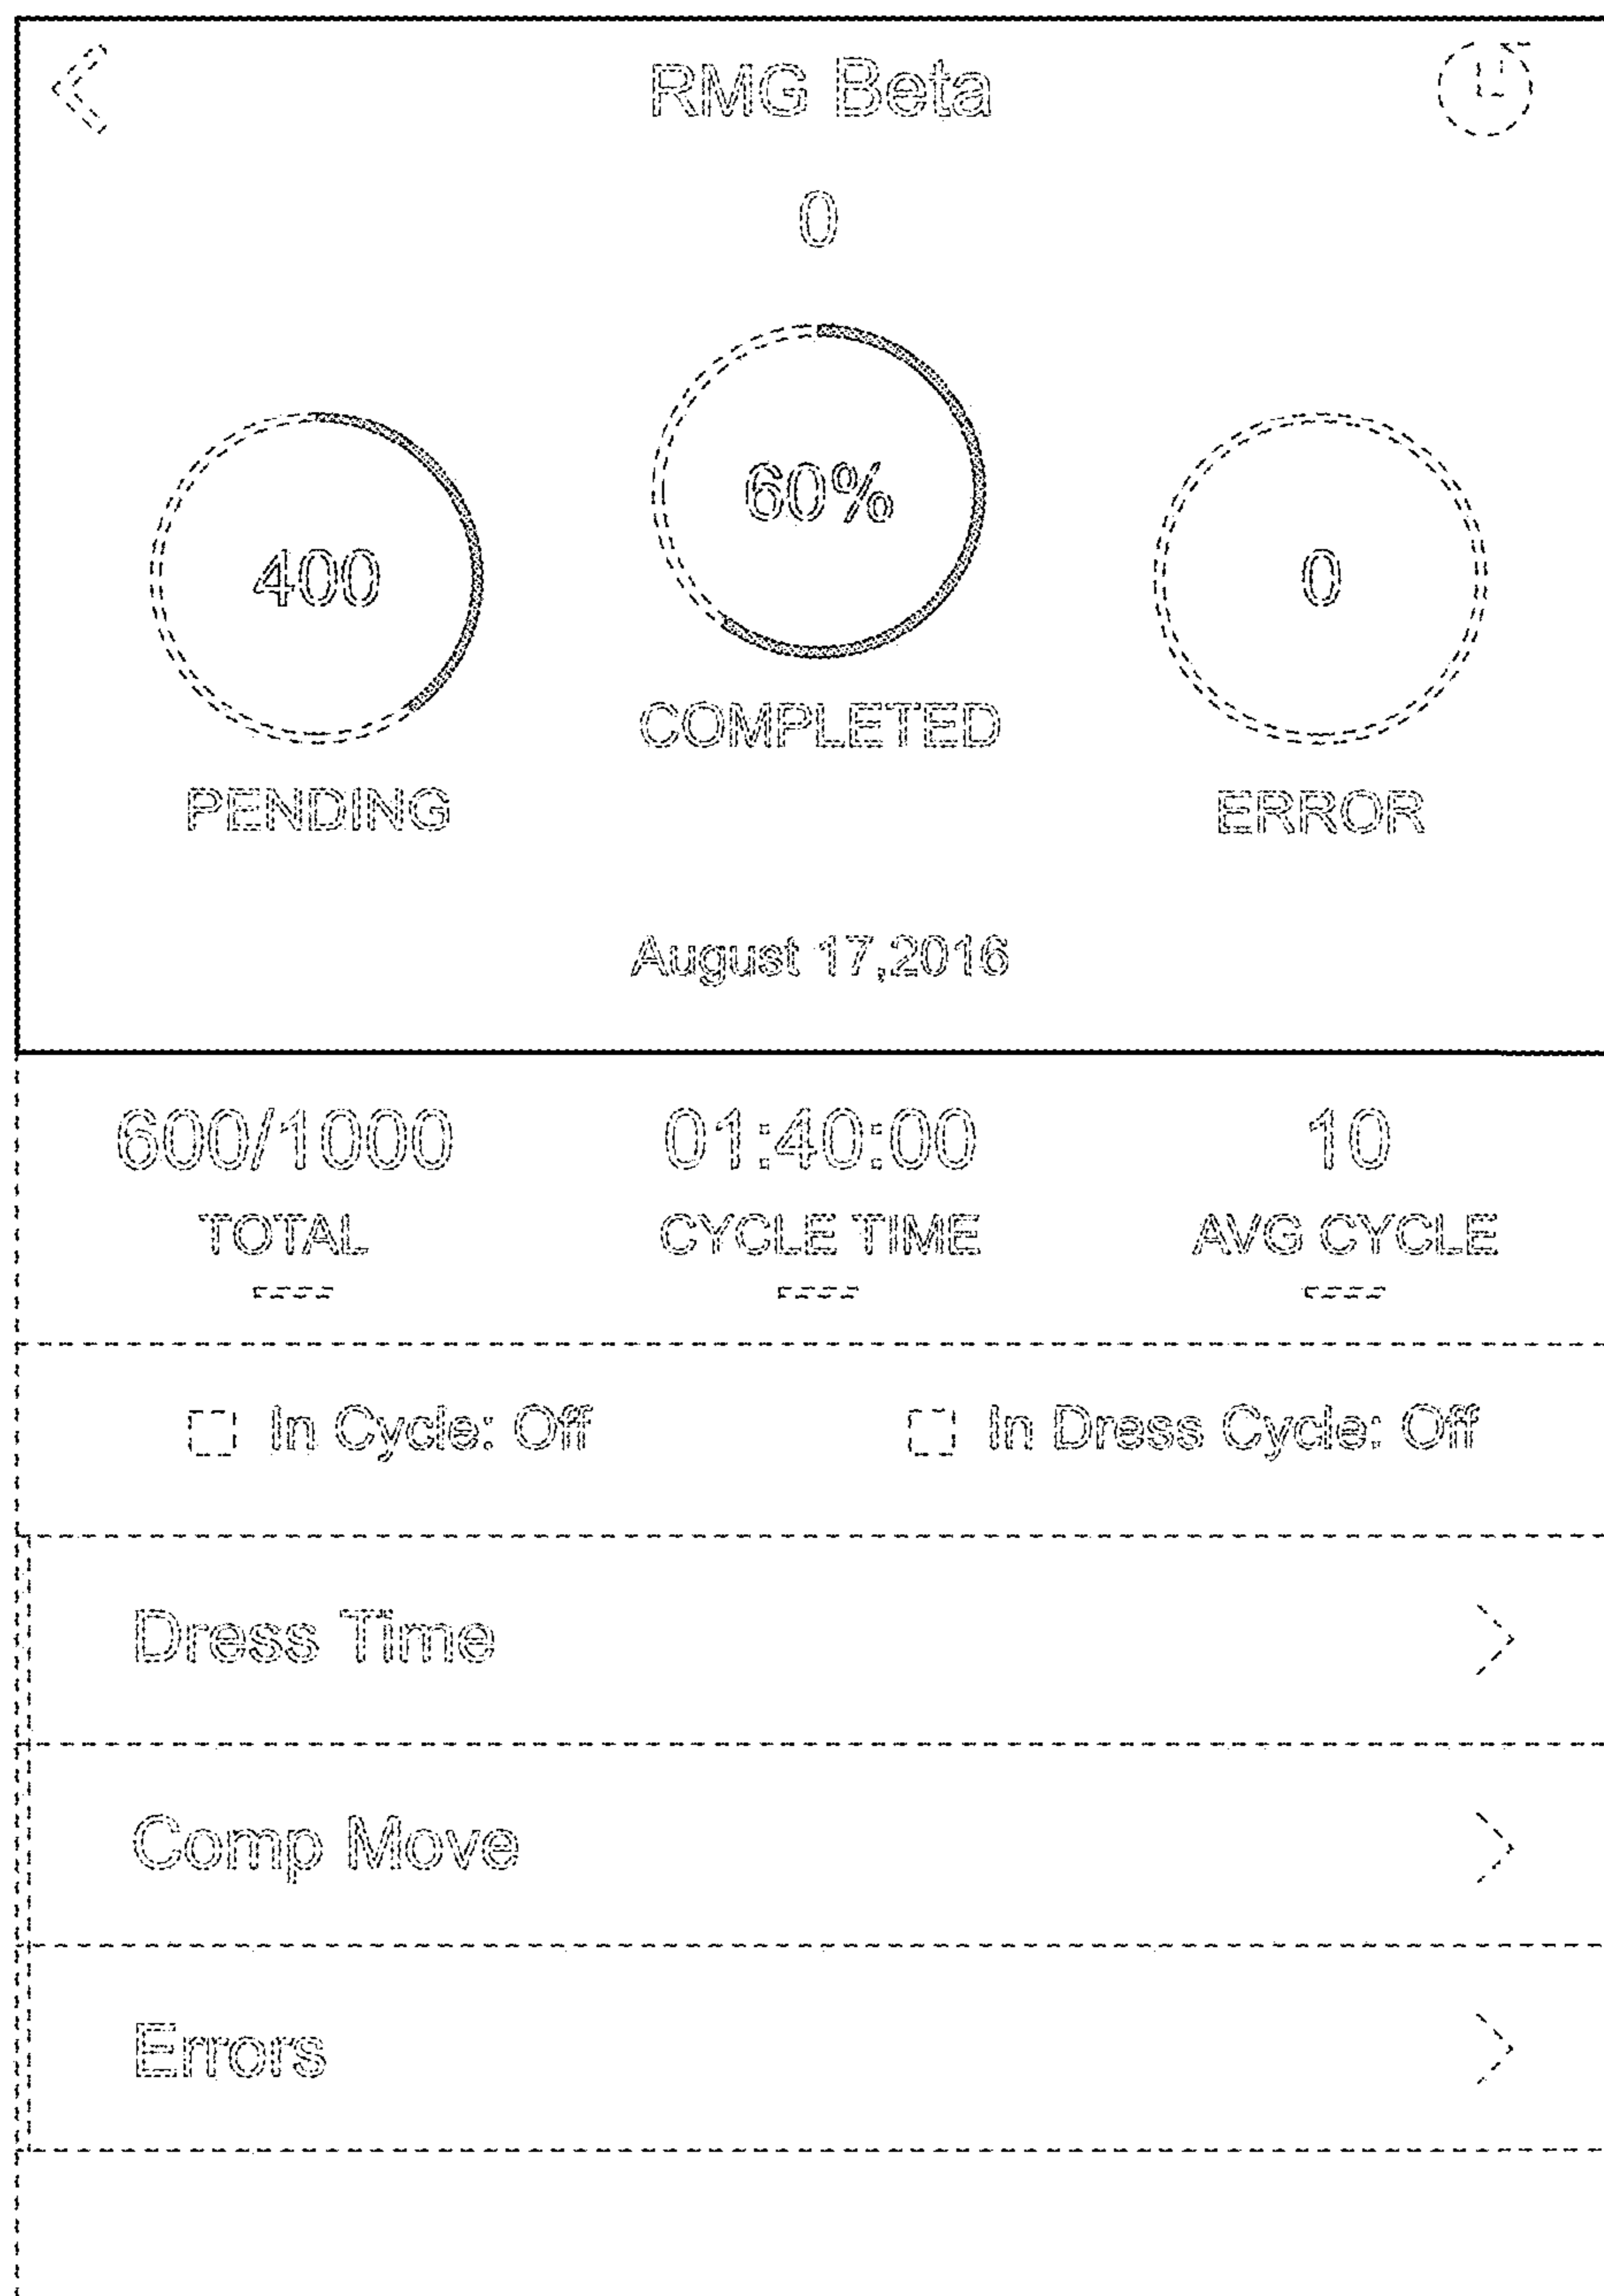 RMG Beta
0
400
60%
0
PENDING
COMPLETED
ERROR
August 17,2016
600/1000
01:40:00
10
TOTAL
CYCLE TIME
AVG CYCLE
In Cycle: Off
In Dress Cycle: Off
Dress Time
Comp Move
Errors